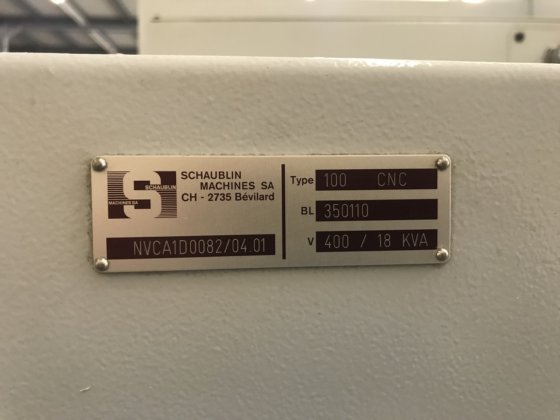 S
SCHAUBLIN
MACHINES SA
SCHAUBLIN
MACHINES SA
CH - 2735 Bévilard
NVCA1D0082/04.01
Type 100 CNC
BL 350110
V 400 / 18 KVA